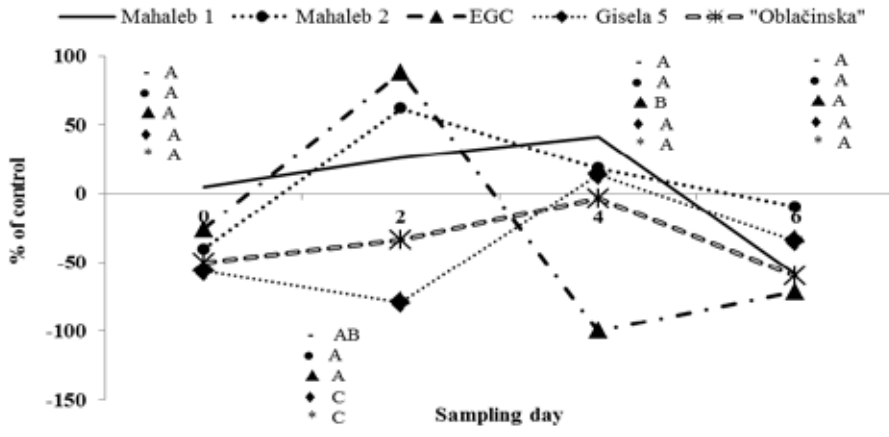 Mahaleb 1 Mahaleb 2 EGC Gisela 5 "Oblačinska"
100
50
0
-50
-100
-150
% of control
- A
● A
▲ A
◆ A
* A
- AB
● A
▲ A
◆ C
* C
- A
● A
▲ B
◆ A
* A
- A
● A
▲ A
◆ A
* A
0 2 4 6
Sampling day